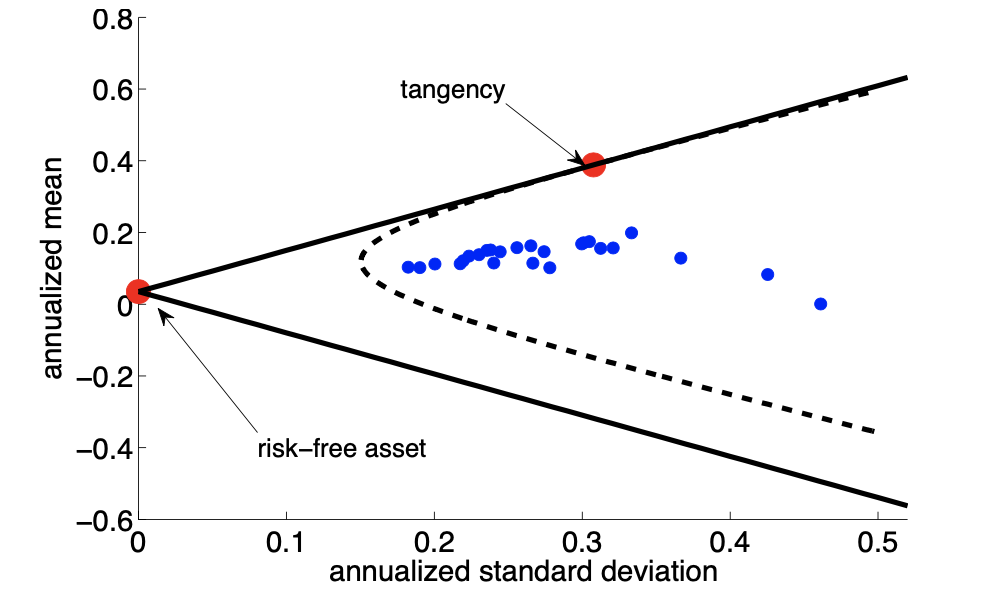 0.8
0.6
0.4
0.2
0
−0.2
−0.4
−0.6
annualized mean
tangency
risk−free asset
0 0.1 0.2 0.3 0.4 0.5
annualized standard deviation